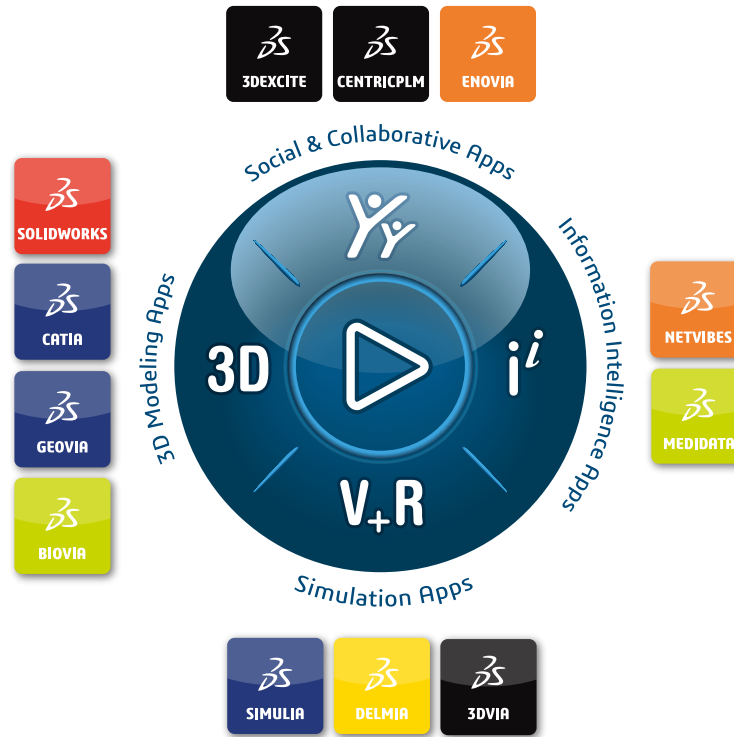 3DEXCITE
CENTRICPLM
ENOVIA
Social & Collaborative Apps
SOLIDWORKS
CATIA
GEOVIA
BIOVIA
3D Modeling Apps
3D
i i
V+R
Information Intelligence Apps
NETVIBES
MEDIDATA
Simulation Apps
SIMULIA
DELMIA
3DVIA